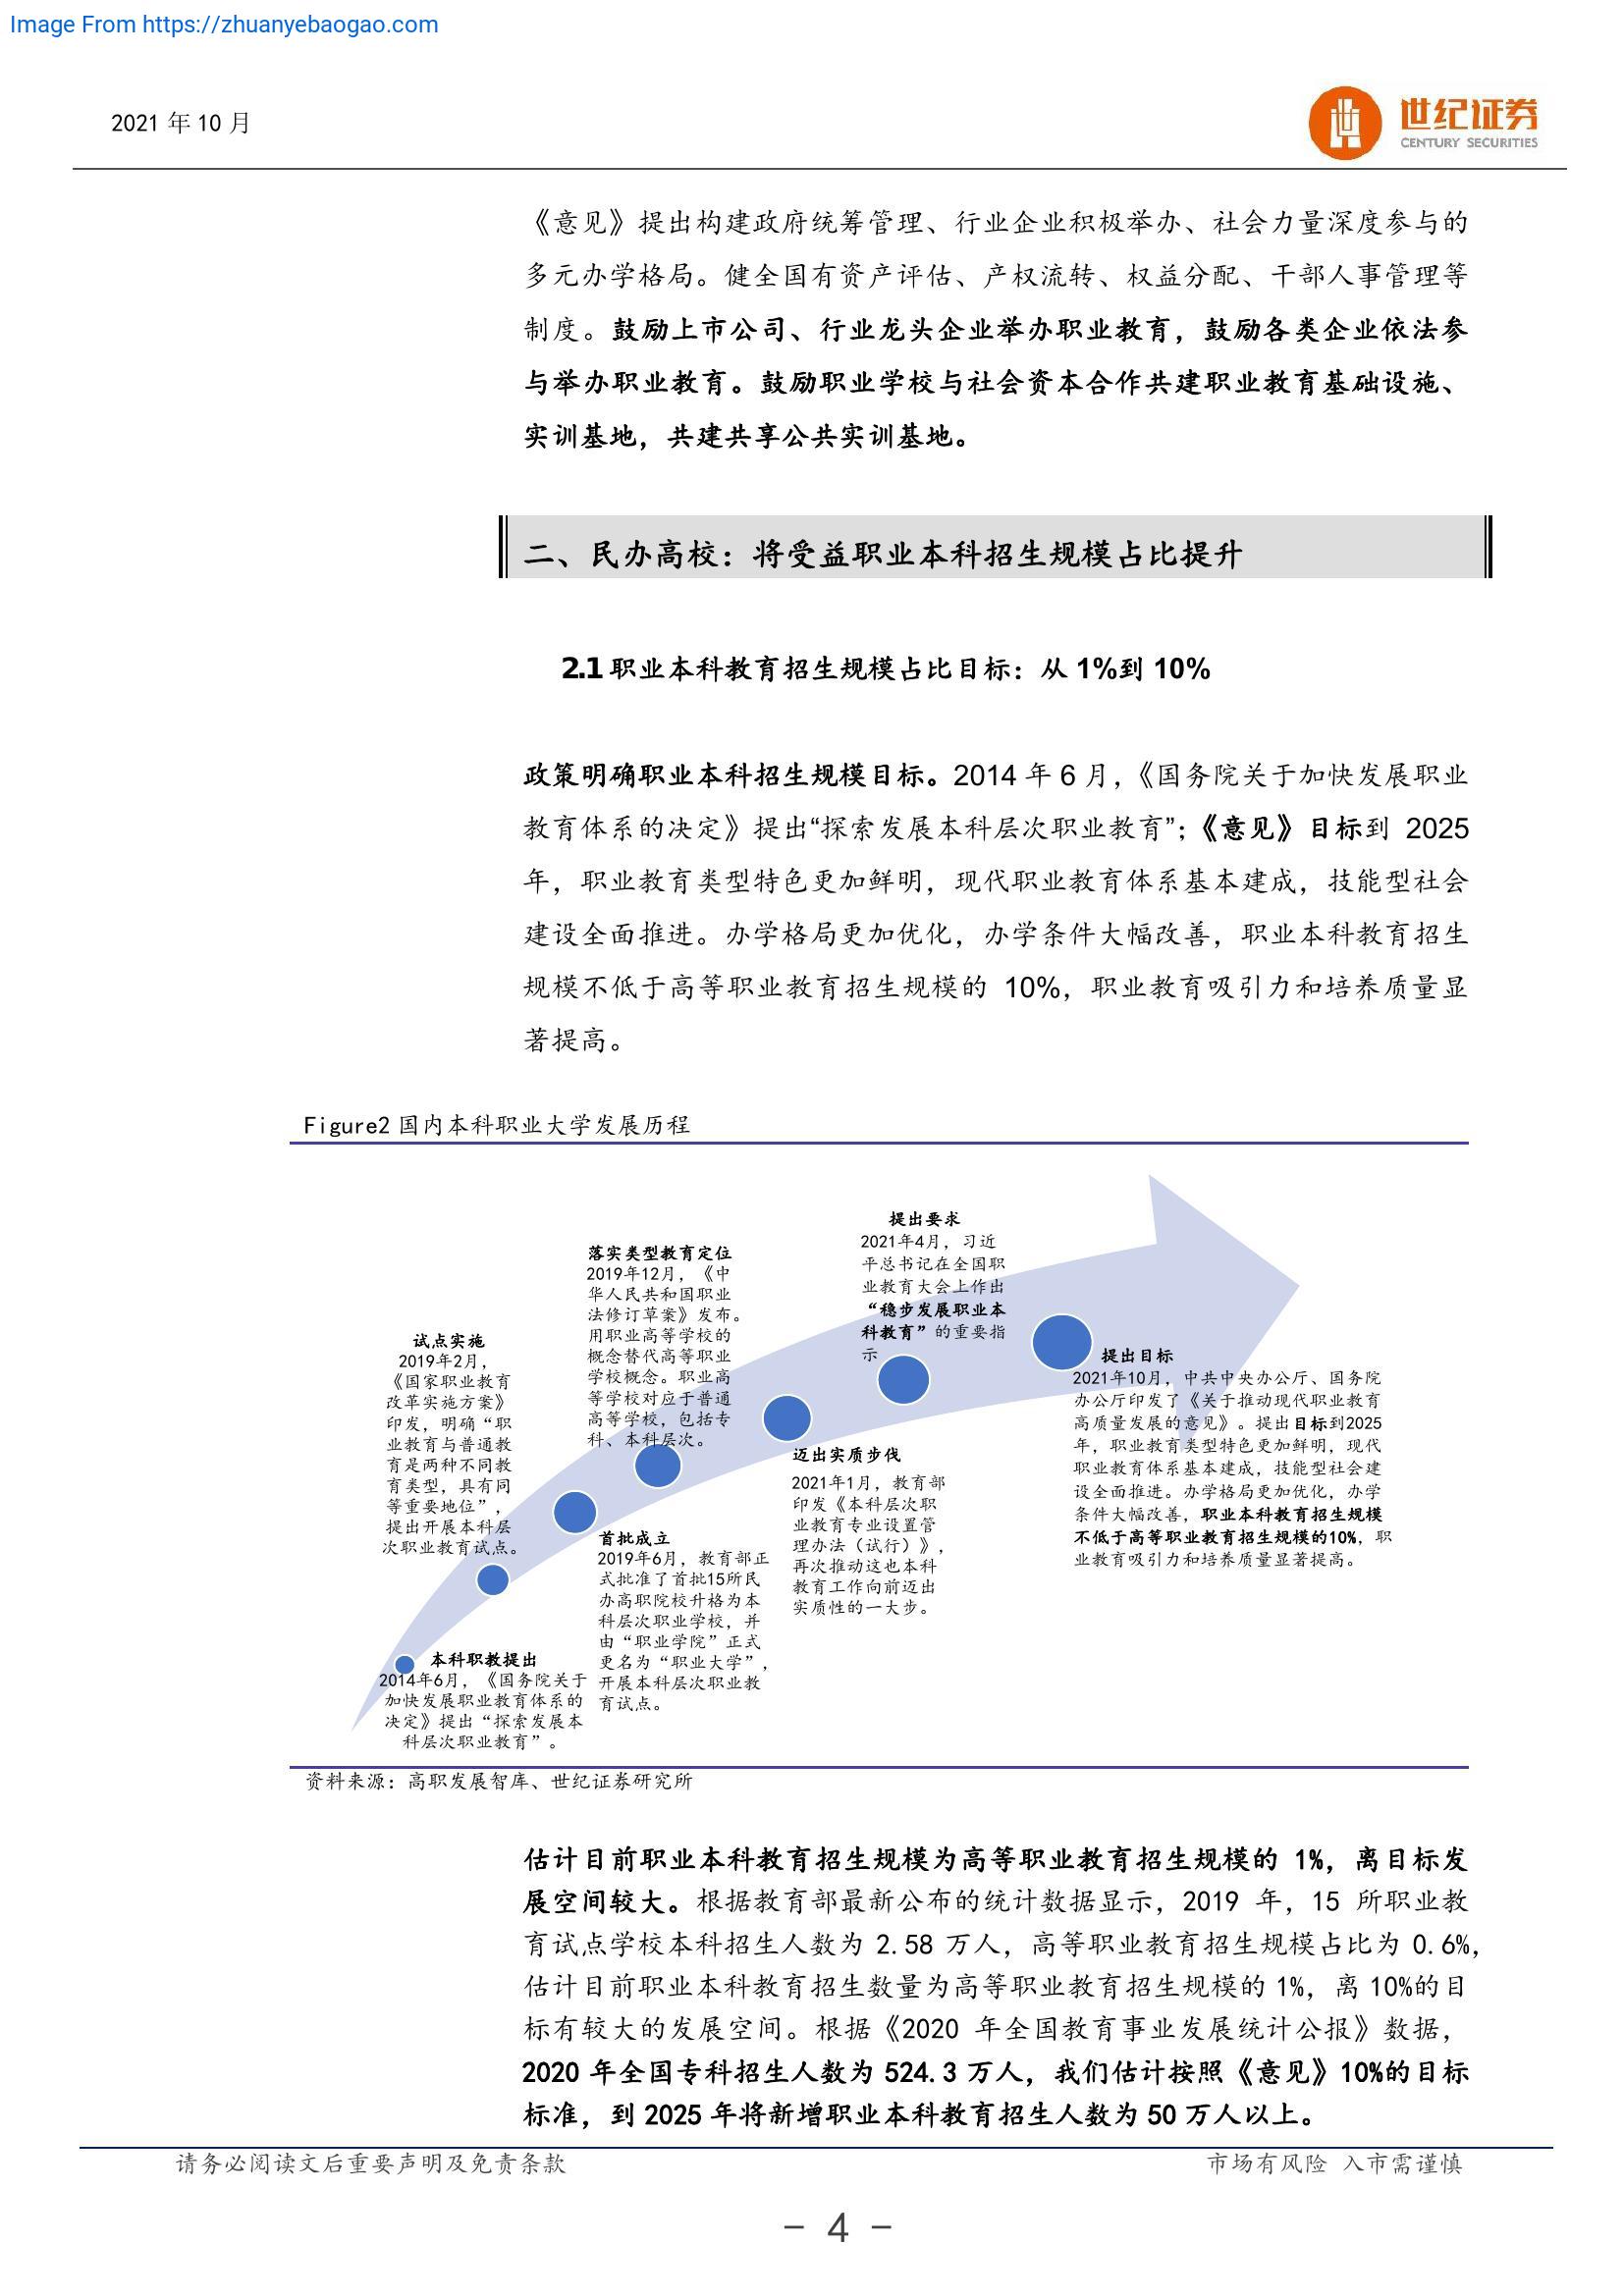 Image From https://zhuanyebaogao.com
2021 年 10 月
世纪证券
CENTURY SECURITIES
《意见》提出构建政府统筹管理、行业企业积极举办、社会力量深度参与的
多元办学格局。健全国有资产评估、产权流转、权益分配、干部人事管理等
制度。鼓励上市公司、行业龙头企业举办职业教育，鼓励各类企业依法参
与举办职业教育。鼓励职业学校与社会资本合作共建职业教育基础设施、
实训基地，共建共享公共实训基地。
二、民办高校：将受益职业本科招生规模占比提升
2.1 职业本科教育招生规模占比目标：从 1%到 10%
政策明确职业本科招生规模目标。2014 年 6 月，《国务院关于加快发展职业
教育体系的决定》提出“探索发展本科层次职业教育”；《意见》目标到 2025
年，职业教育类型特色更加鲜明，现代职业教育体系基本建成，技能型社会
建设全面推进。办学格局更加优化，办学条件大幅改善，职业本科教育招生
规模不低于高等职业教育招生规模的 10%，职业教育吸引力和培养质量显
著提高。
Figure2 国内本科职业大学发展历程
本科职教提出
2014年6月，《国务院关于
加快发展职业教育体系的
决定》提出“探索发展本
科层次职业教育”。
试点实施
2019年2月，
《国家职业教育
改革实施方案》
印发，明确“职
业教育与普通教
育是两种不同教
育类型，具有同
等重要地位”，
提出开展本科层
次职业教育试点。
首批成立
2019年6月，教育部正
式批准了首批15所民
办高职院校升格为本
科层次职业学校，并
由“职业学院”正式
更名为“职业大学”，
开展本科层次职业教
育试点。
落实类型教育定位
2019年12月，《中
华人民共和国职业
法修订草案》发布。
用职业高等学校的
概念替代高等职业
学校概念。职业高
等学校对应于普通
高等学校，包括专
科、本科层次。
迈出实质步伐
2021年1月，教育部
印发《本科层次职
业教育专业设置管
理办法（试行）》，
再次推动这也本科
教育工作向前迈出
实质性的一大步。
提出要求
2021年4月，习近
平总书记在全国职
业教育大会上作出
“稳步发展职业本
科教育”的重要指
示
提出目标
2021年10月，中共中央办公厅、国务院
办公厅印发了《关于推动现代职业教育
高质量发展的意见》。提出目标到2025
年，职业教育类型特色更加鲜明，现代
职业教育体系基本建成，技能型社会建
设全面推进。办学格局更加优化，办学
条件大幅改善，职业本科教育招生规模
不低于高等职业教育招生规模的10%，职
业教育吸引力和培养质量显著提高。
资料来源：高职发展智库、世纪证券研究所
估计目前职业本科教育招生规模为高等职业教育招生规模的 1%，离目标发
展空间较大。根据教育部最新公布的统计数据显示，2019 年，15 所职业教
育试点学校本科招生人数为 2.58 万人，高等职业教育招生规模占比为 0.6%，
估计目前职业本科教育招生数量为高等职业教育招生规模的 1%，离 10%的目
标有较大的发展空间。根据《2020 年全国教育事业发展统计公报》数据，
2020 年全国专科招生人数为 524.3 万人，我们估计按照《意见》10%的目标
标准，到 2025 年将新增职业本科教育招生人数为 50 万人以上。
请务必阅读文后重要声明及免责条款
市场有风险 入市需谨慎
- 4 -